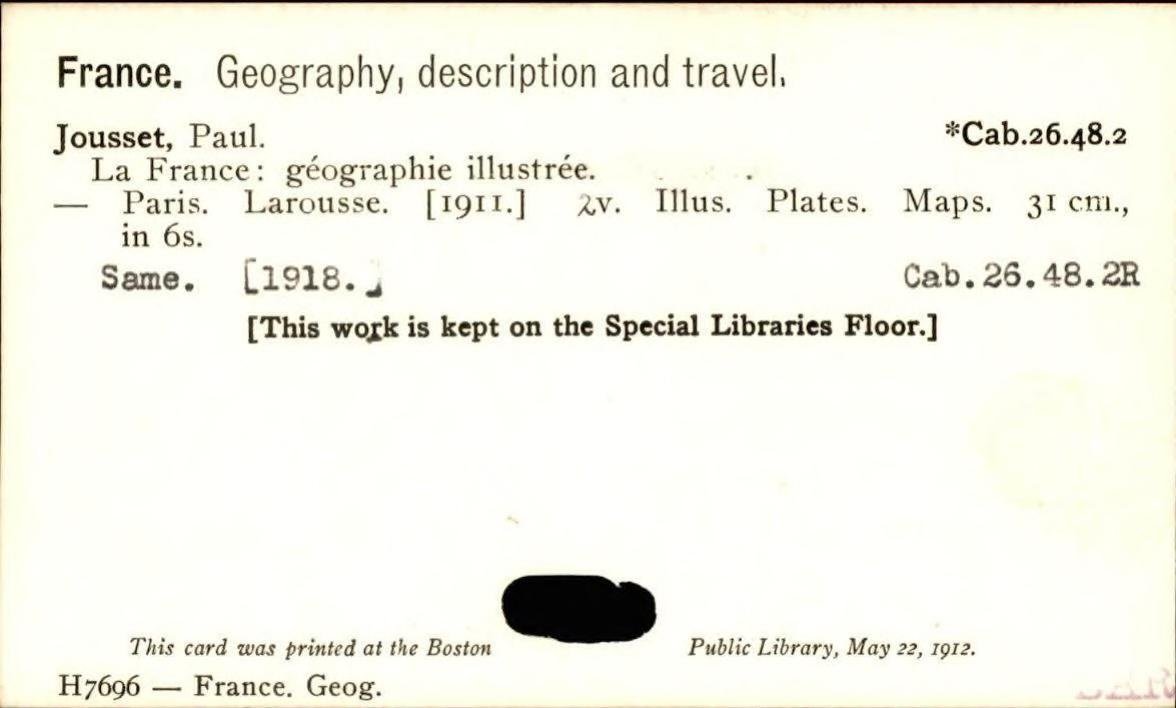 France. Geography, description and travel.
Jousset, Paul. *Cab.26.48.2
La France: géographie illustrée.
— Paris. Larousse. [1911.] 2v. Illus. Plates. Maps. 31 cm.,
in 6s.
Same. [1918.] Cab.26.48.2R
[This work is kept on the Special Libraries Floor.]
This card was printed at the Boston Public Library, May 22, 1912.
H7696 — France. Geog.